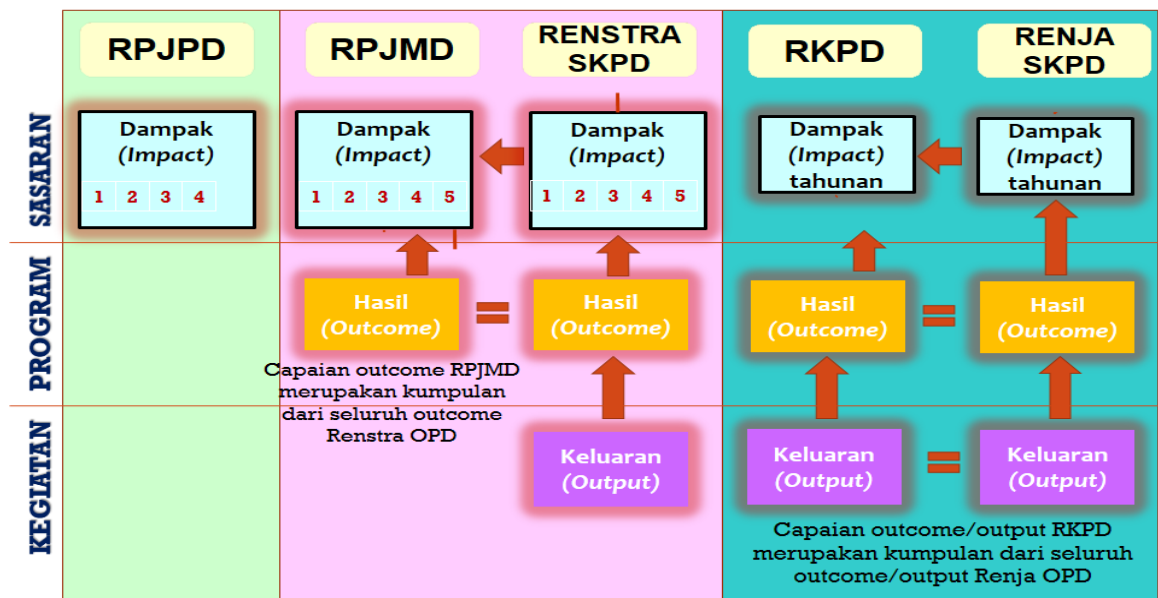 RPJPD
RPJMD
RENSTRA
SKPD
RKPD
RENJA
SKPD
SASARAN
Dampak
(Impact)
1 2 3 4
Dampak
(Impact)
1 2 3 4 5
Dampak
(Impact)
1 2 3 4 5
Dampak
(Impact)
tahunan
Dampak
(Impact)
tahunan
PROGRAM
Hasil
(Outcome)
=
Hasil
(Outcome)
Hasil
(Outcome)
=
Hasil
(Outcome)
Capaian outcome RPJMD
merupakan kumpulan
dari seluruh outcome
Renstra OPD
KEGIATAN
Keluaran
(Output)
Keluaran
(Output)
=
Keluaran
(Output)
Capaian outcome/output RKPD
merupakan kumpulan dari seluruh
outcome/output Renja OPD